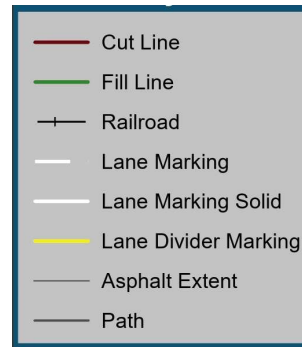 Cut Line
Fill Line
Railroad
Lane Marking
Lane Marking Solid
Lane Divider Marking
Asphalt Extent
Path